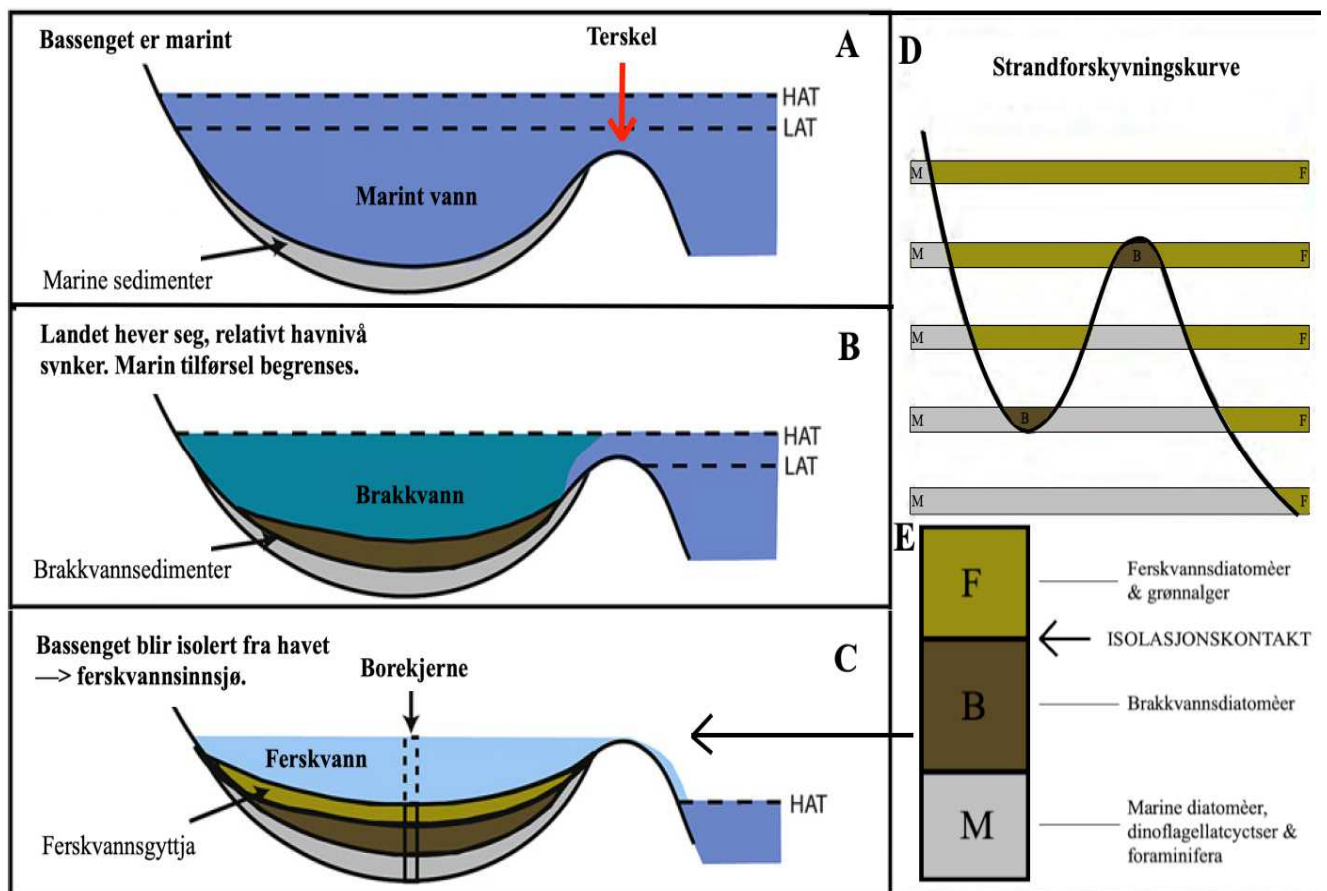 Bassenget er marint
A
Terskel
HAT
LAT
Marint vann
Marine sedimenter
Landet hever seg, relativt havnivå
synker. Marin tilførsel begrenses.
B
HAT
LAT
Brakkvann
Brakkvannsedimenter
Bassenget blir isolert fra havet
—> ferskvannsinnsjø.
C
Borekjerne
Ferskvann
HAT
Ferskvannsgyttja
D
Strandforskyvningskurve
M
F
M
B
F
M
F
M
B
F
M
F
E
F
Ferskvannsdiatomèer
& grønnalger
ISOLASJONSKONTAKT
B
Brakkvannsdiatomèer
M
Marine diatomèer,
dinoflagellatcyctser &
foraminifera